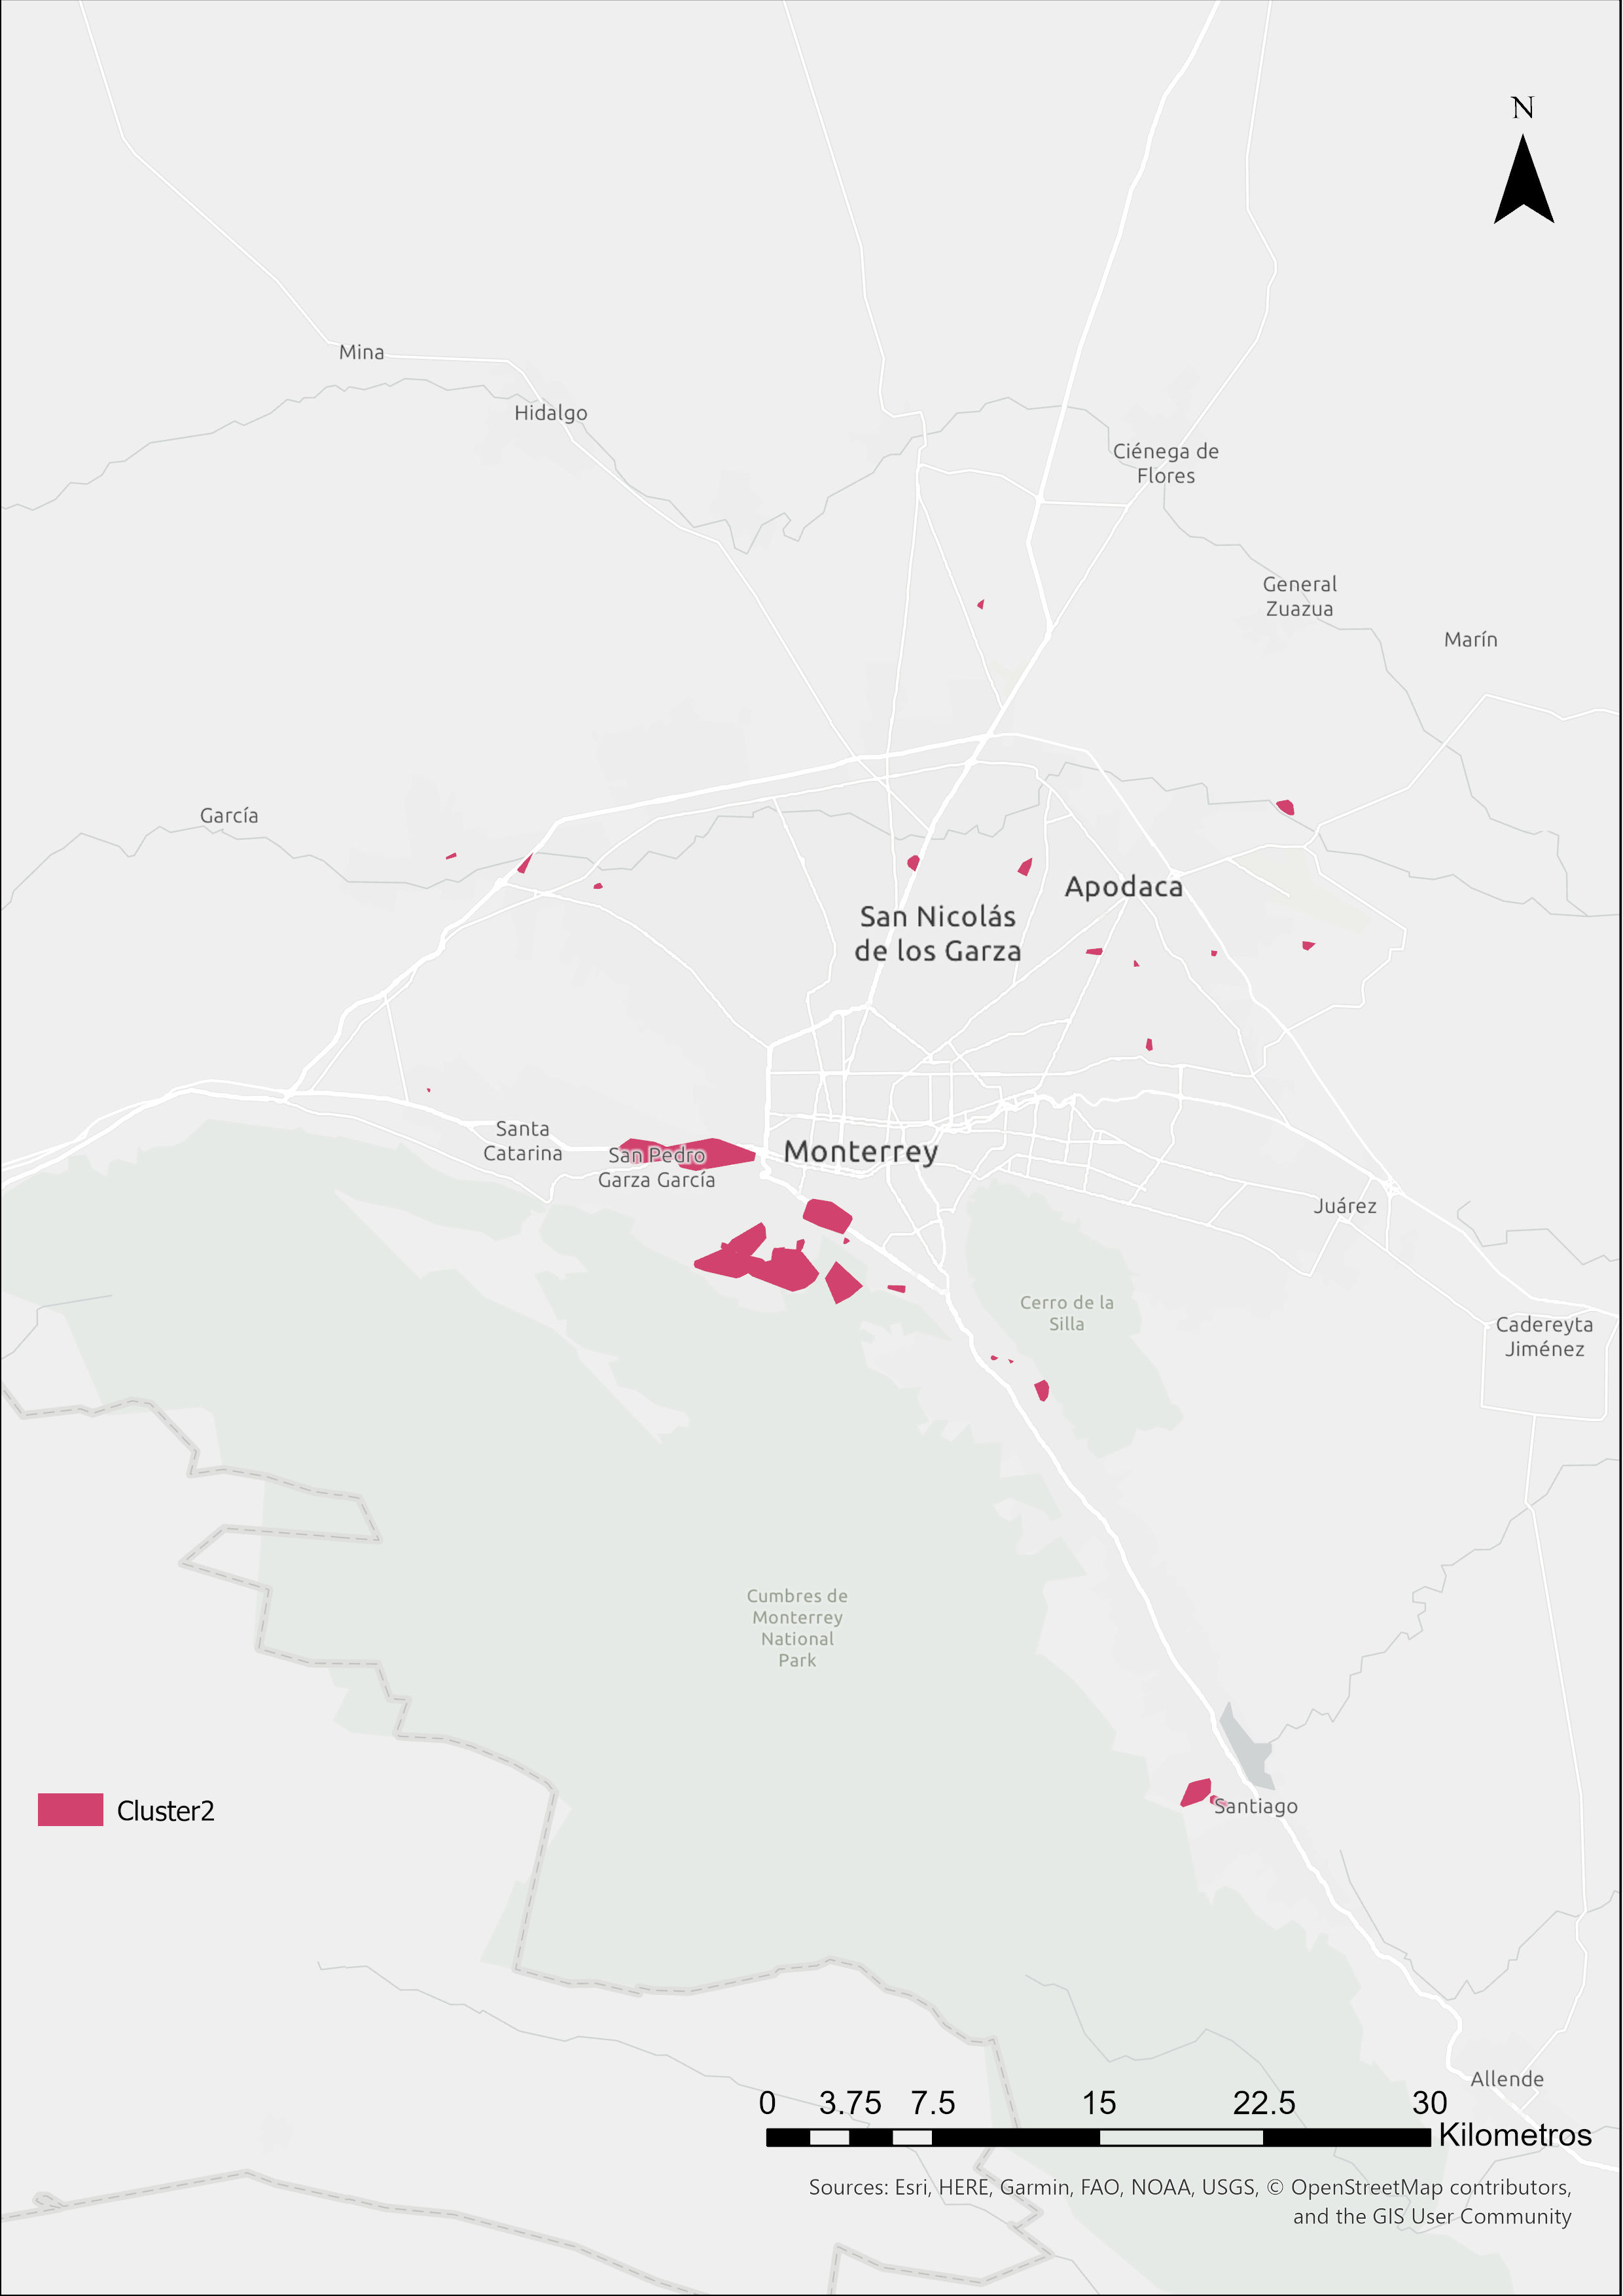 N
Mina
Hidalgo
Ciénega de
Flores
General
Zuazua
Marín
García
Apodaca
San Nicolás
de los Garza
Santa
Catarina
San Pedro
Garza García
Monterrey
Juárez
Cerro de la
Silla
Cadereyta
Jiménez
Cumbres de
Monterrey
National
Park
Cluster2
Santiago
Allende
0 3.75 7.5 15 22.5 30
Kilometros
Sources: Esri, HERE, Garmin, FAO, NOAA, USGS, © OpenStreetMap contributors,
and the GIS User Community